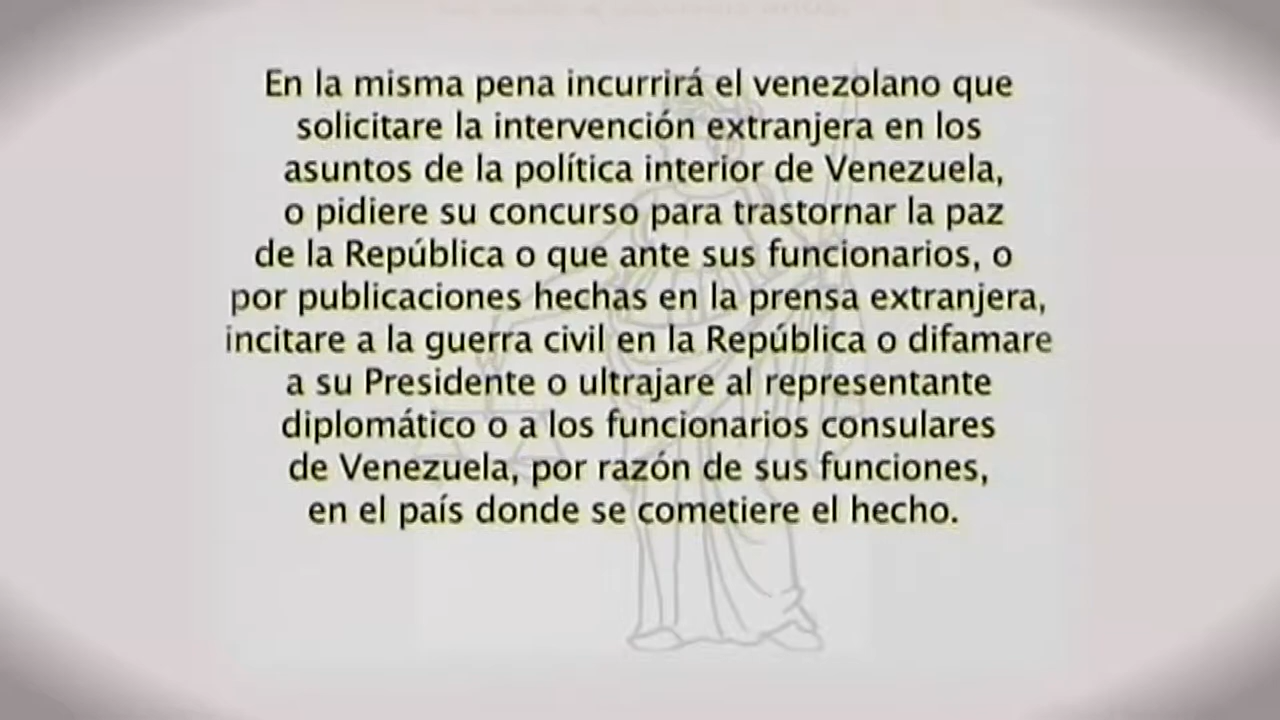 En la misma pena incurrirá el venezolano que
solicitare la intervención extranjera en los
asuntos de la política interior de Venezuela,
o pidiere su concurso para trastornar la paz
de la República o que ante sus funcionarios, o
por publicaciones hechas en la prensa extranjera,
incitare a la guerra civil en la República o difamare
a su Presidente o ultrajare al representante
diplomático o a los funcionarios consulares
de Venezuela, por razón de sus funciones,
en el país donde se cometiere el hecho.